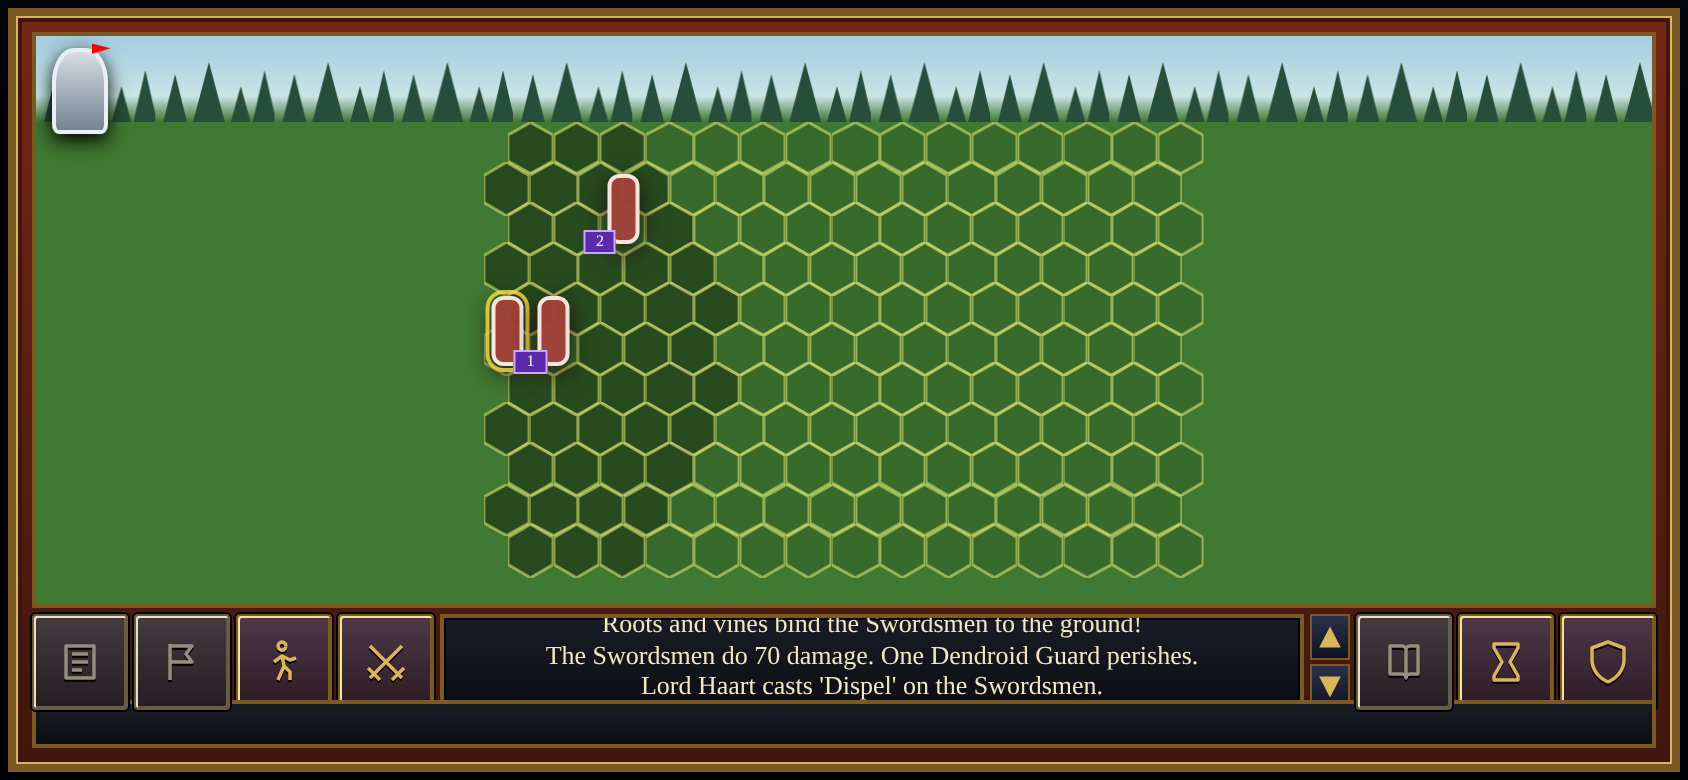 2
1
Roots and vines bind the Swordsmen to the ground!
The Swordsmen do 70 damage. One Dendroid Guard perishes.
Lord Haart casts 'Dispel' on the Swordsmen.